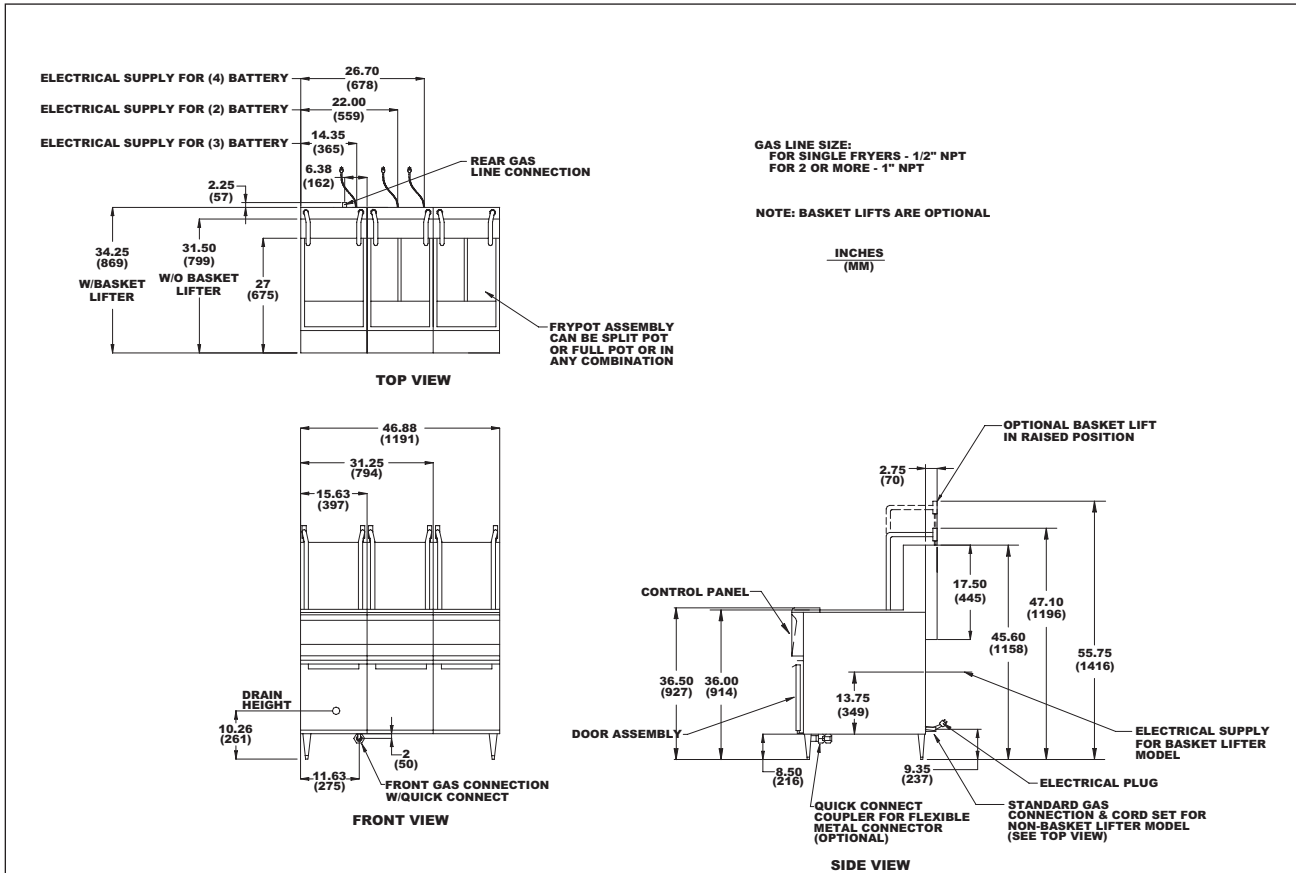 ELECTRICAL SUPPLY FOR (4) BATTERY
26.70
(678)
ELECTRICAL SUPPLY FOR (2) BATTERY
22.00
(559)
ELECTRICAL SUPPLY FOR (3) BATTERY
14.35
(365)
6.38
(162)
REAR GAS
LINE CONNECTION
2.25
(57)
34.25
(869)
W/BASKET
LIFTER
31.50
(799)
W/O BASKET
LIFTER
27
(675)
FRYPOT ASSEMBLY
CAN BE SPLIT POT
OR FULL POT OR IN
ANY COMBINATION
TOP VIEW
GAS LINE SIZE:
FOR SINGLE FRYERS - 1/2" NPT
FOR 2 OR MORE - 1" NPT
NOTE: BASKET LIFTS ARE OPTIONAL
INCHES
(MM)
46.88
(1191)
31.25
(794)
15.63
(397)
DRAIN
HEIGHT
10.26
(261)
2
(50)
11.63
(275)
FRONT GAS CONNECTION
W/QUICK CONNECT
FRONT VIEW
OPTIONAL BASKET LIFT
IN RAISED POSITION
2.75
(70)
CONTROL PANEL
17.50
(445)
47.10
(1196)
45.60
(1158)
55.75
(1416)
36.50
(927)
36.00
(914)
13.75
(349)
DOOR ASSEMBLY
8.50
(216)
9.35
(237)
ELECTRICAL SUPPLY
FOR BASKET LIFTER
MODEL
ELECTRICAL PLUG
QUICK CONNECT
COUPLER FOR FLEXIBLE
METAL CONNECTOR
(OPTIONAL)
STANDARD GAS
CONNECTION & CORD SET FOR
NON-BASKET LIFTER MODEL
(SEE TOP VIEW)
SIDE VIEW